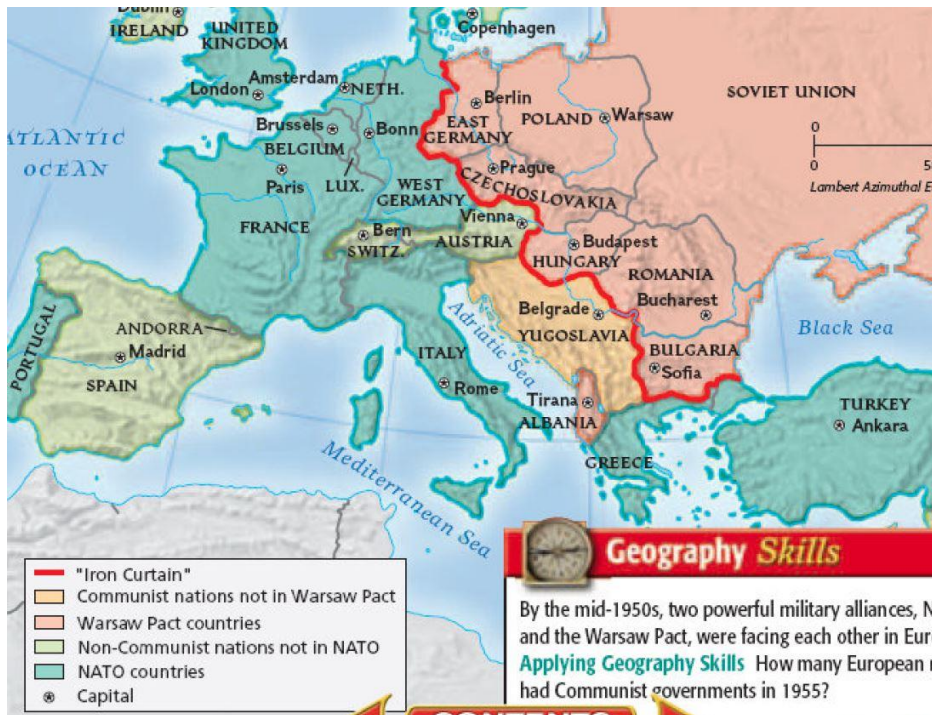 Dublin
IRELAND
UNITED
KINGDOM
London
Copenhagen
Amsterdam
NETH.
Brussels
BELGIUM
Bonn
LUX.
Berlin
EAST
GERMANY
POLAND
Warsaw
SOVIET UNION
ATLANTIC
OCEAN
Paris
FRANCE
WEST
GERMANY
Prague
CZECHOSLOVAKIA
Vienna
AUSTRIA
Bern
SWITZ.
Budapest
HUNGARY
ROMANIA
Bucharest
Belgrade
YUGOSLAVIA
BULGARIA
Sofia
Black Sea
PORTUGAL
ANDORRA
Madrid
SPAIN
ITALY
Rome
Adriatic Sea
Tirana
ALBANIA
GREECE
TURKEY
Ankara
Mediterranean Sea
0
0
Lambert Azimuthal E
"Iron Curtain"
Communist nations not in Warsaw Pact
Warsaw Pact countries
Non-Communist nations not in NATO
NATO countries
Capital
Geography Skills
By the mid-1950s, two powerful military alliances, N
and the Warsaw Pact, were facing each other in Eur
Applying Geography Skills How many European
had Communist governments in 1955?
CONTENTS